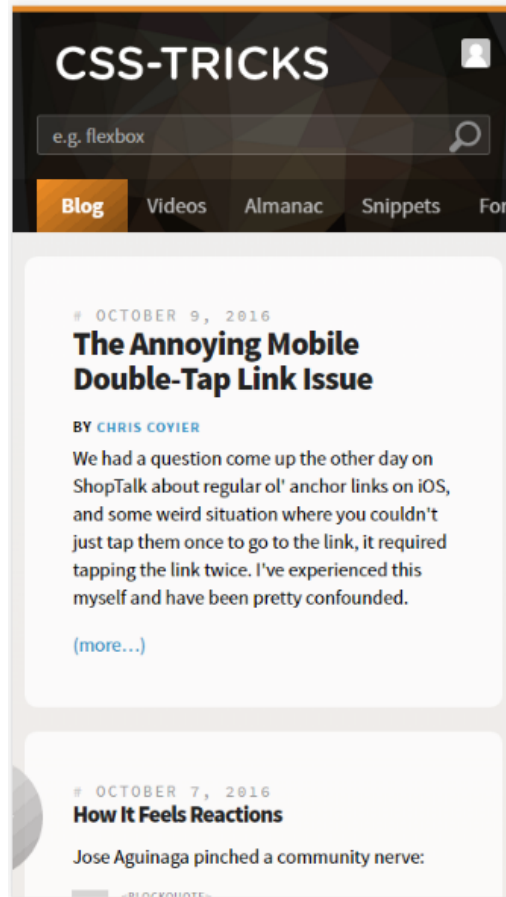 CSS-TRICKS
e.g. flexbox
Blog Videos Almanac Snippets For
# OCTOBER 9, 2016
The Annoying Mobile
Double-Tap Link Issue
BY CHRIS COYIER
We had a question come up the other day on
ShopTalk about regular ol' anchor links on iOS,
and some weird situation where you couldn't
just tap them once to go to the link, it required
tapping the link twice. I've experienced this
myself and have been pretty confounded.
(more…)
# OCTOBER 7, 2016
How It Feels Reactions
Jose Aguinaga pinched a community nerve:
<BLOCKQUOTE>